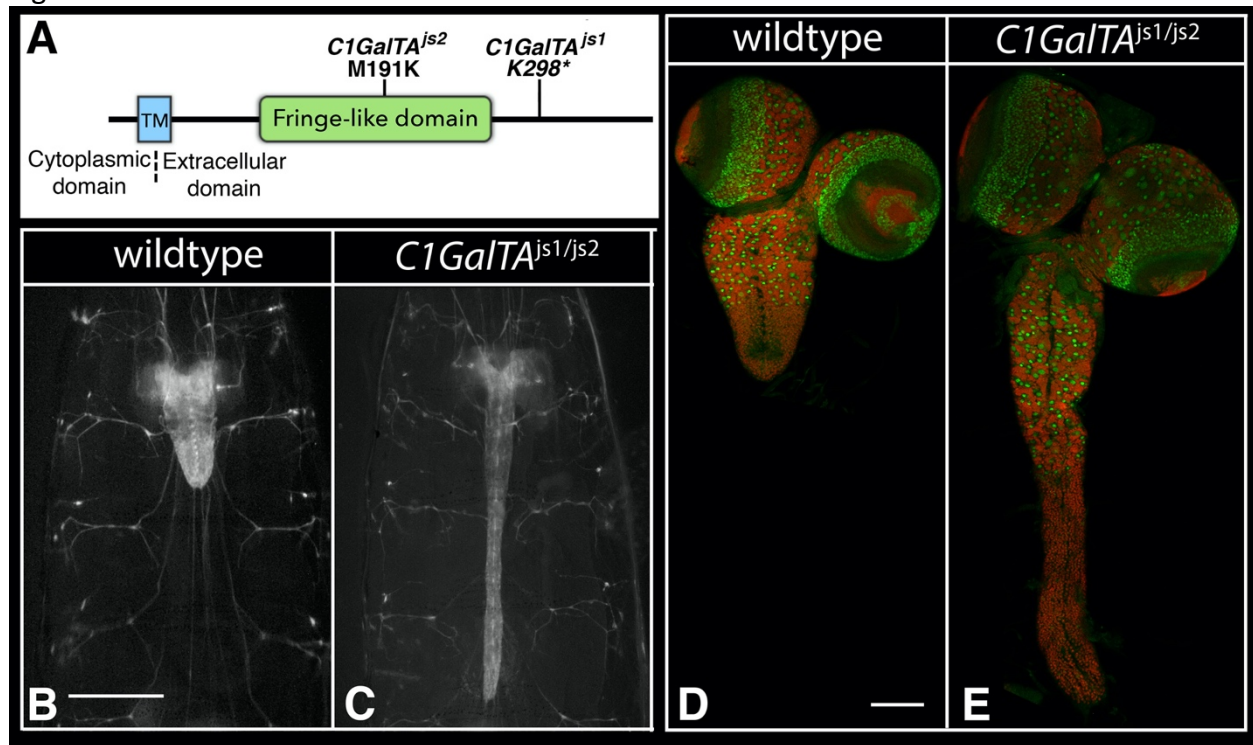 A
C1GalTA^js2
M191K
C1GalTA^js1
K298*
TM
Fringe-like domain
Cytoplasmic domain
Extracellular domain
wildtype
C1GalTA^js1/js2
B
C
wildtype
C1GalTA^js1/js2
D
E